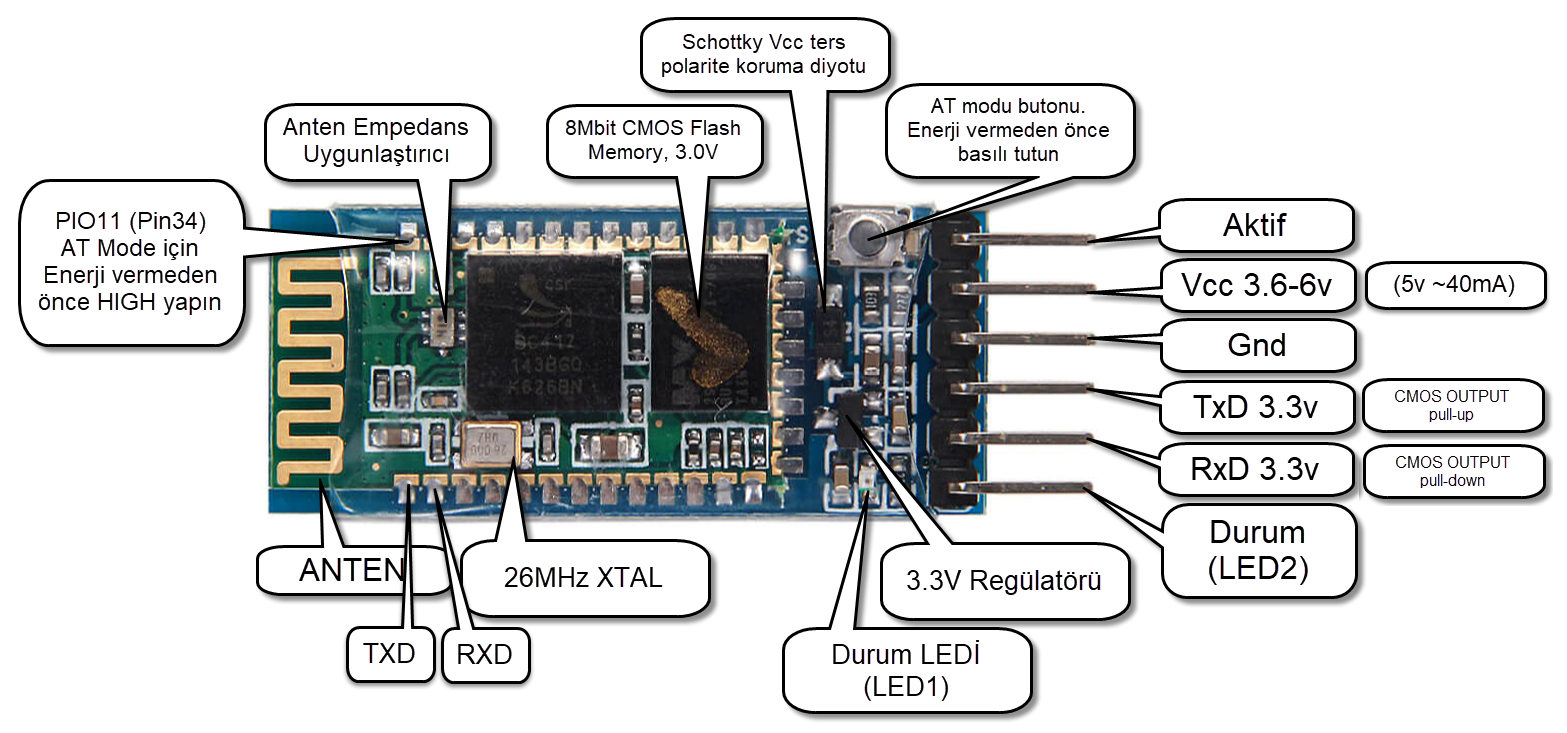 Schottky Vcc ters
polarite koruma diyotu
AT modu butonu.
Enerji vermeden önce
basılı tutun
Anten Empedans
Uygunlaştırıcı
8Mbit CMOS Flash
Memory, 3.0V
PIO11 (Pin34)
AT Mode için
Enerji vermeden
önce HIGH yapın
Aktif
Vcc 3.6-6v
(5v ~40mA)
Gnd
TxD 3.3v
CMOS OUTPUT
pull-up
RxD 3.3v
CMOS OUTPUT
pull-down
Durum
(LED2)
csr
T43B60
K626BN
ANTEN
26MHz XTAL
3.3V Regülatörü
TXD
RXD
Durum LEDİ
(LED1)